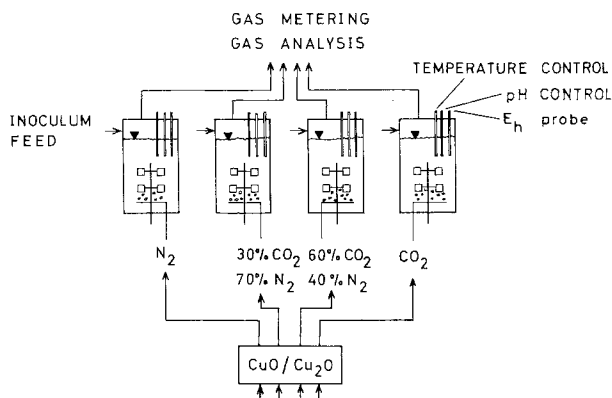 GAS METERING
GAS ANALYSIS
TEMPERATURE CONTROL
pH CONTROL
E_h probe
INOCULUM
FEED
N₂
30% CO₂
70% N₂
60% CO₂
40% N₂
CO₂
CuO/Cu₂O